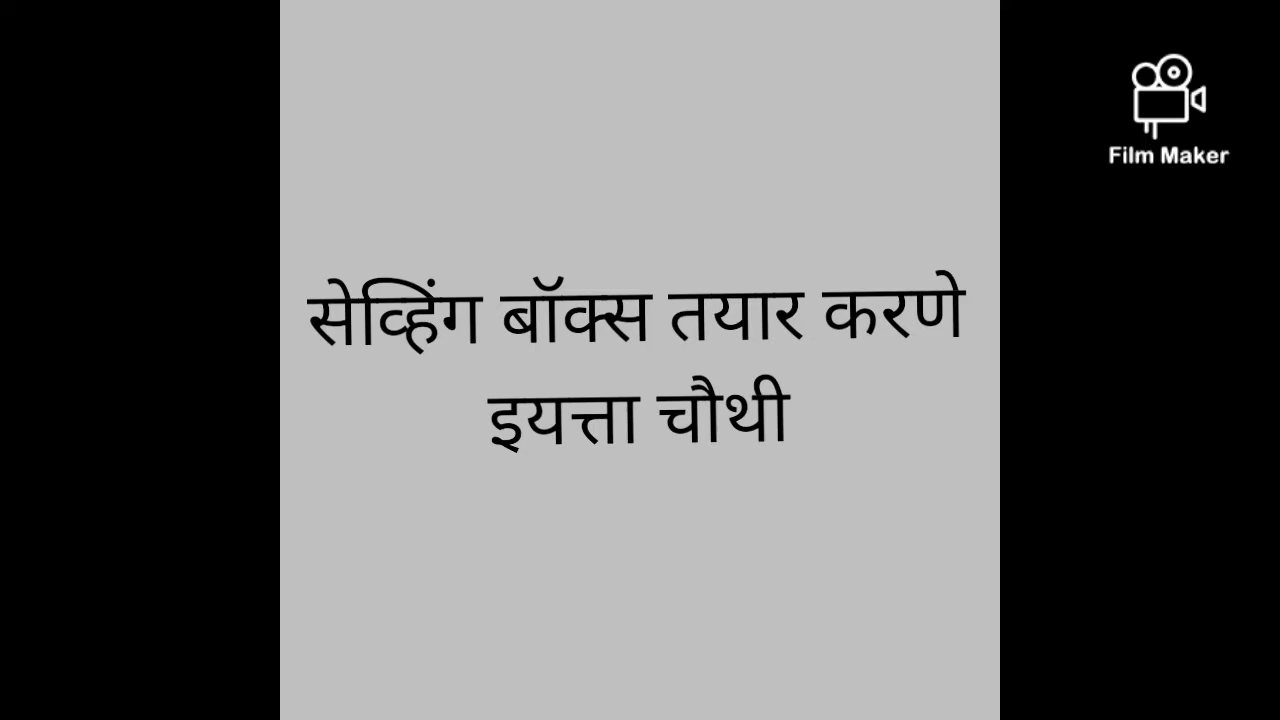 Film Maker
सेव्हिंग बॉक्स तयार करणे
इयत्ता चौथी